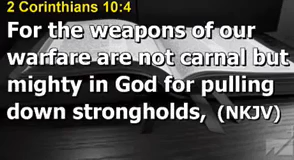 2 Corinthians 10:4
For the weapons of our
warfare are not carnal but
mighty in God for pulling
down strongholds, (NKJV)